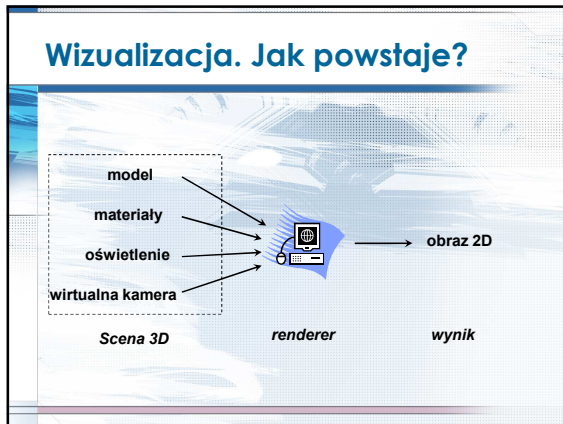 Wizualizacja. Jak powstaje?
model
materiały
oświetlenie
wirtualna kamera
obraz 2D
Scena 3D
renderer
wynik